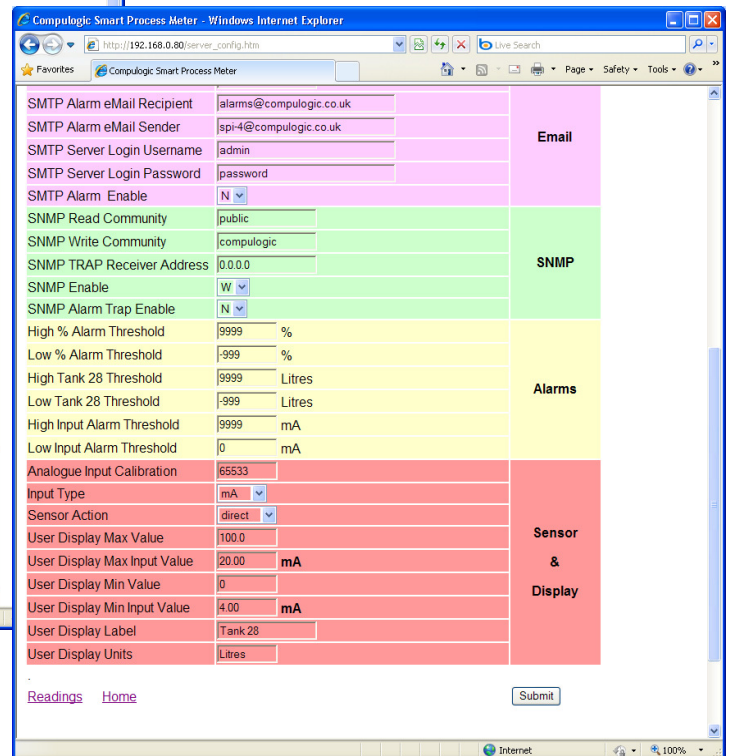 Compulogic Smart Process Meter - Windows Internet Explorer
http://192.168.0.80/server_config.htm
Live Search
Favorites Compulogic Smart Process Meter Page Safety Tools »
SMTP Alarm eMail Recipient alarms@compulogic.co.uk
SMTP Alarm eMail Sender spi-4@compulogic.co.uk
Email
SMTP Server Login Username admin
SMTP Server Login Password password
SMTP Alarm Enable N
SNMP Read Community public
SNMP Write Community compulogic
SNMP TRAP Receiver Address 0.0.0.0
SNMP
SNMP Enable W
SNMP Alarm Trap Enable N
High % Alarm Threshold 9999 %
Low % Alarm Threshold -999 %
High Tank 28 Threshold 9999 Litres
Alarms
Low Tank 28 Threshold -999 Litres
High Input Alarm Threshold 9999 mA
Low Input Alarm Threshold 0 mA
Analogue Input Calibration 65533
Input Type mA
Sensor Action direct
User Display Max Value 100.0
Sensor
User Display Max Input Value 20.00 mA
&
User Display Min Value 0
Display
User Display Min Input Value 4.00 mA
User Display Label Tank 28
User Display Units Litres
.
Readings Home Submit
Internet 100%